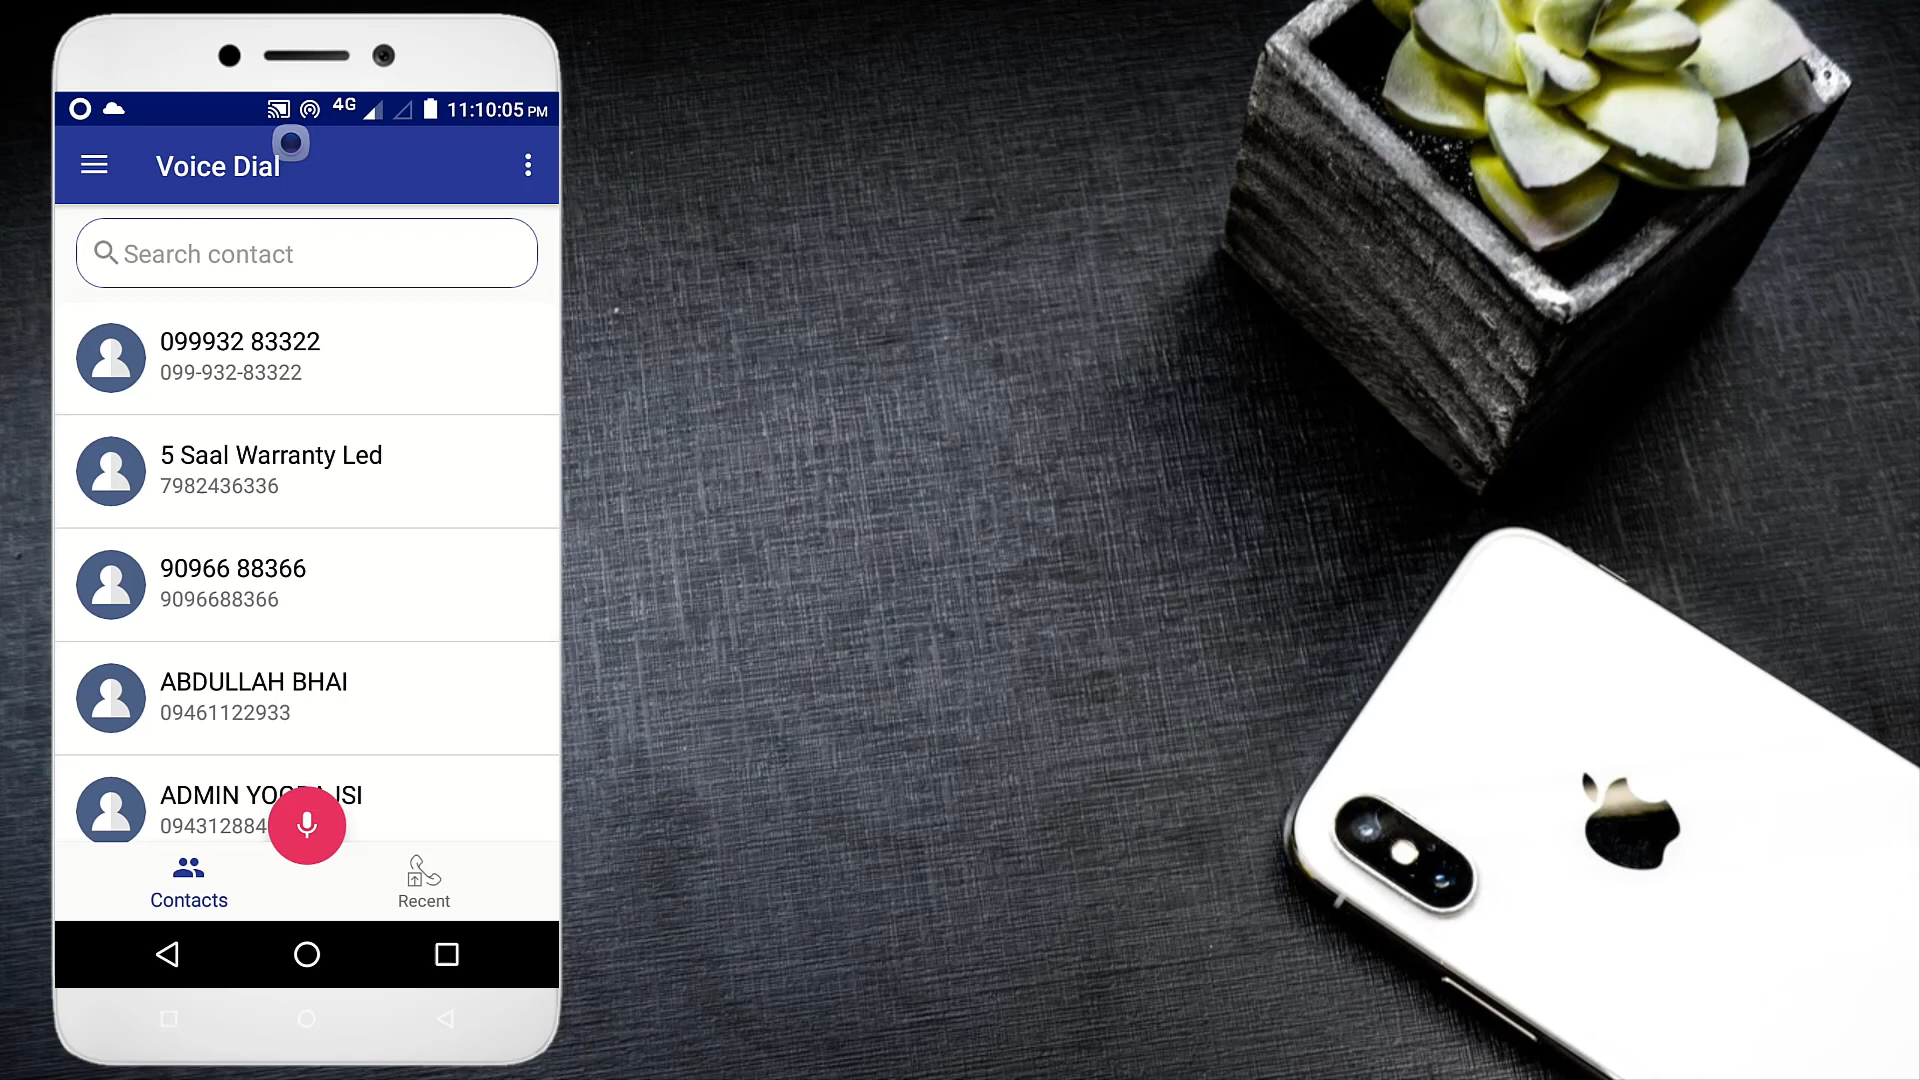 4G 11:10:05 PM
Voice Dial
Search contact
099932 83322
099-932-83322
5 Saal Warranty Led
7982436336
90966 88366
9096688366
ABDULLAH BHAI
09461122933
ADMIN
094312884
Contacts
Recent